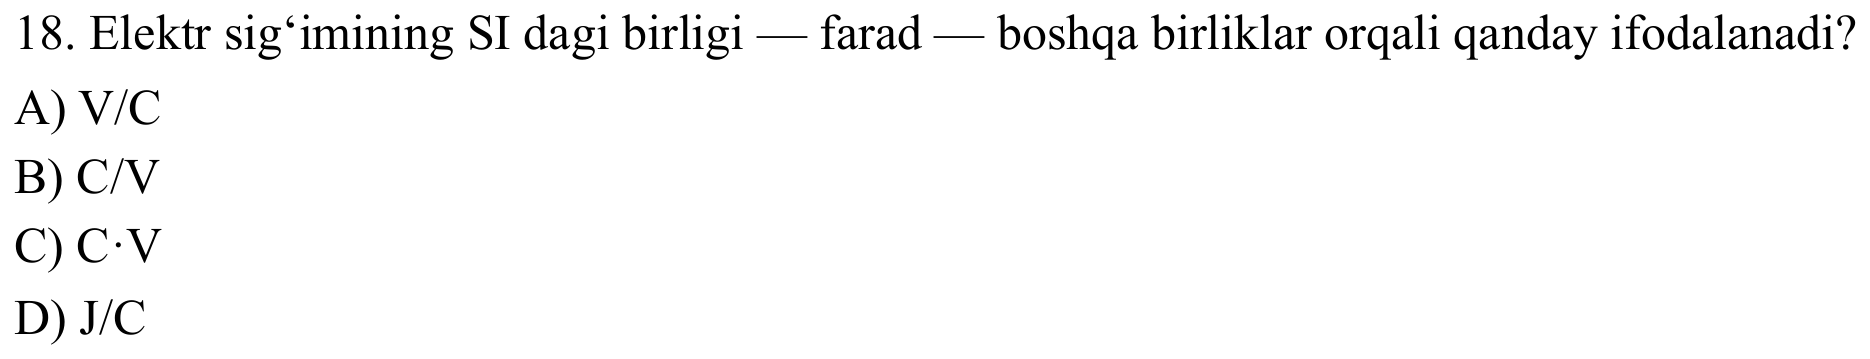 18. Elektr sig‘imining SI dagi birligi — farad — boshqa birliklar orqali qanday ifodalanadi?
A) V/C
B) C/V
C) C·V
D) J/C